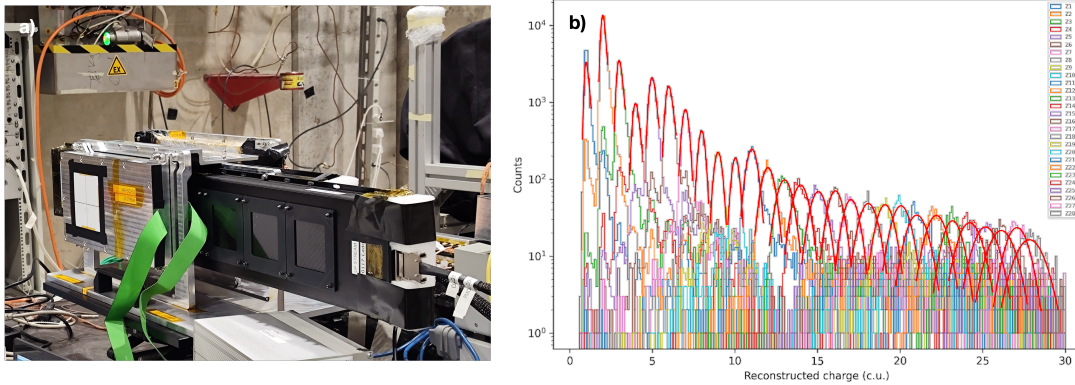 a)
EX
b)
10⁴
10³
10²
10¹
10⁰
Counts
0 5 10 15 20 25 30
Reconstructed charge (c.u.)
Z1
Z2
Z3
Z4
Z5
Z6
Z7
Z8
Z9
Z10
Z11
Z12
Z13
Z14
Z15
Z16
Z17
Z18
Z19
Z20
Z21
Z22
Z23
Z24
Z25
Z26
Z27
Z28